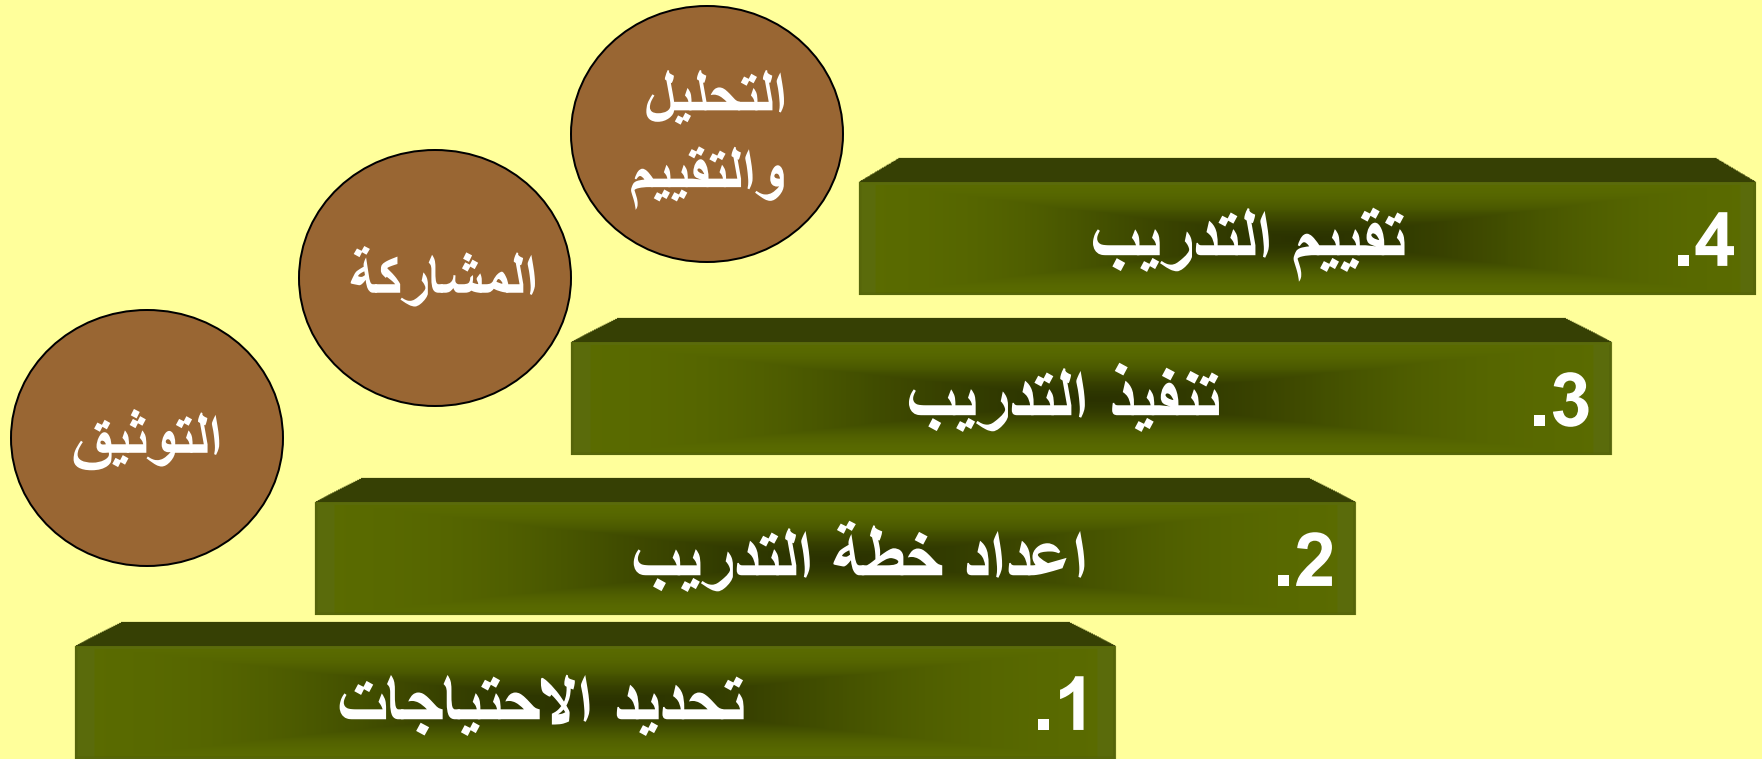 التحليل
والتقييم
المشاركة
التوثيق
4. تقييم التدريب
3. تنفيذ التدريب
2. اعداد خطة التدريب
1. تحديد الاحتياجات